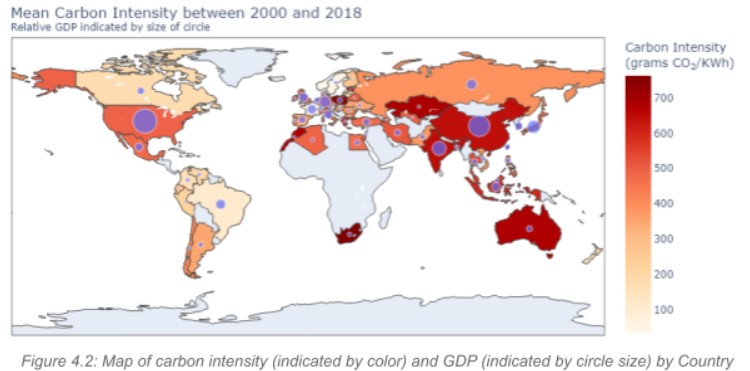 Mean Carbon Intensity between 2000 and 2018
Relative GDP indicated by size of circle
Carbon Intensity
(grams CO₂/KWh)
700
600
500
400
300
200
100
Figure 4.2: Map of carbon intensity (indicated by color) and GDP (indicated by circle size) by Country